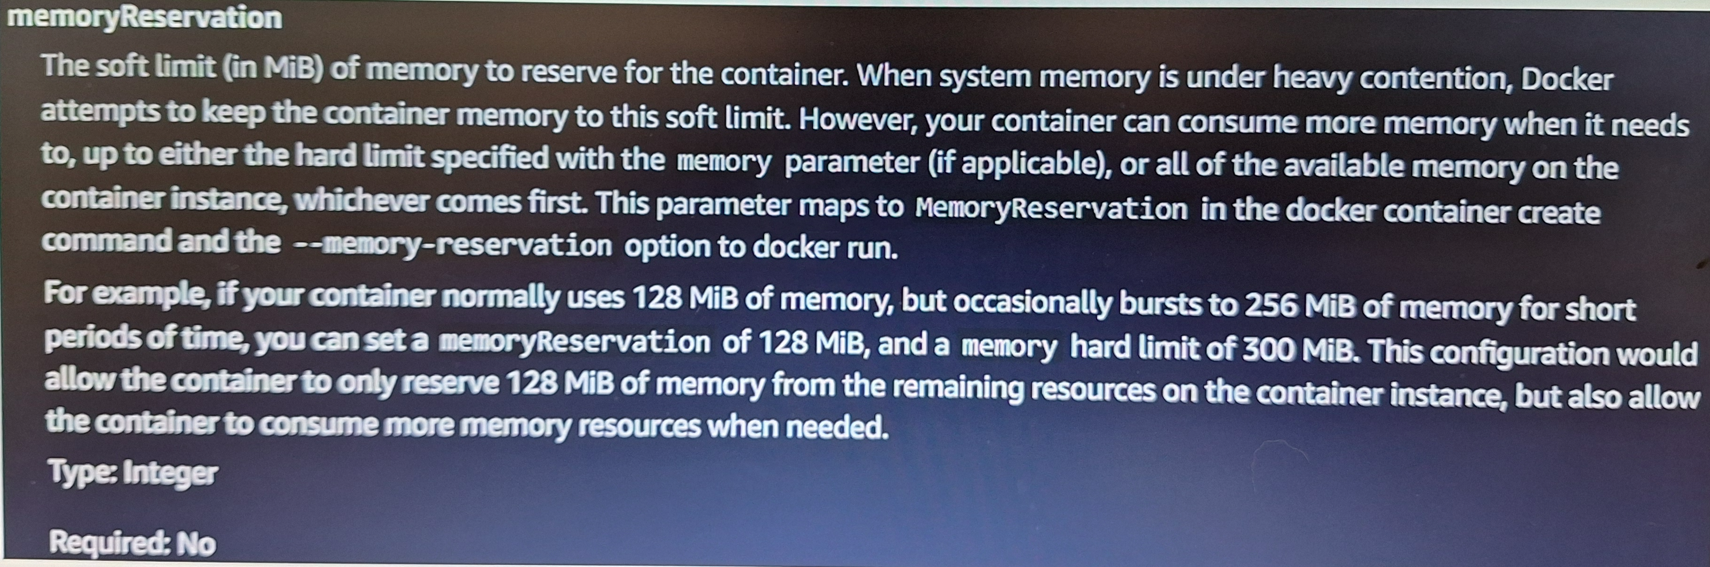 memoryReservation
The soft limit (in MiB) of memory to reserve for the container. When system memory is under heavy contention, Docker
attempts to keep the container memory to this soft limit. However, your container can consume more memory when it needs
to, up to either the hard limit specified with the memory parameter (if applicable), or all of the available memory on the
container instance, whichever comes first. This parameter maps to MemoryReservation in the docker container create
command and the --memory-reservation option to docker run.
For example, if your container normally uses 128 MiB of memory, but occasionally bursts to 256 MiB of memory for short
periods of time, you can set a memoryReservation of 128 MiB, and a memory hard limit of 300 MiB. This configuration would
allow the container to only reserve 128 MiB of memory from the remaining resources on the container instance, but also allow
the container to consume more memory resources when needed.
Type: Integer
Required: No